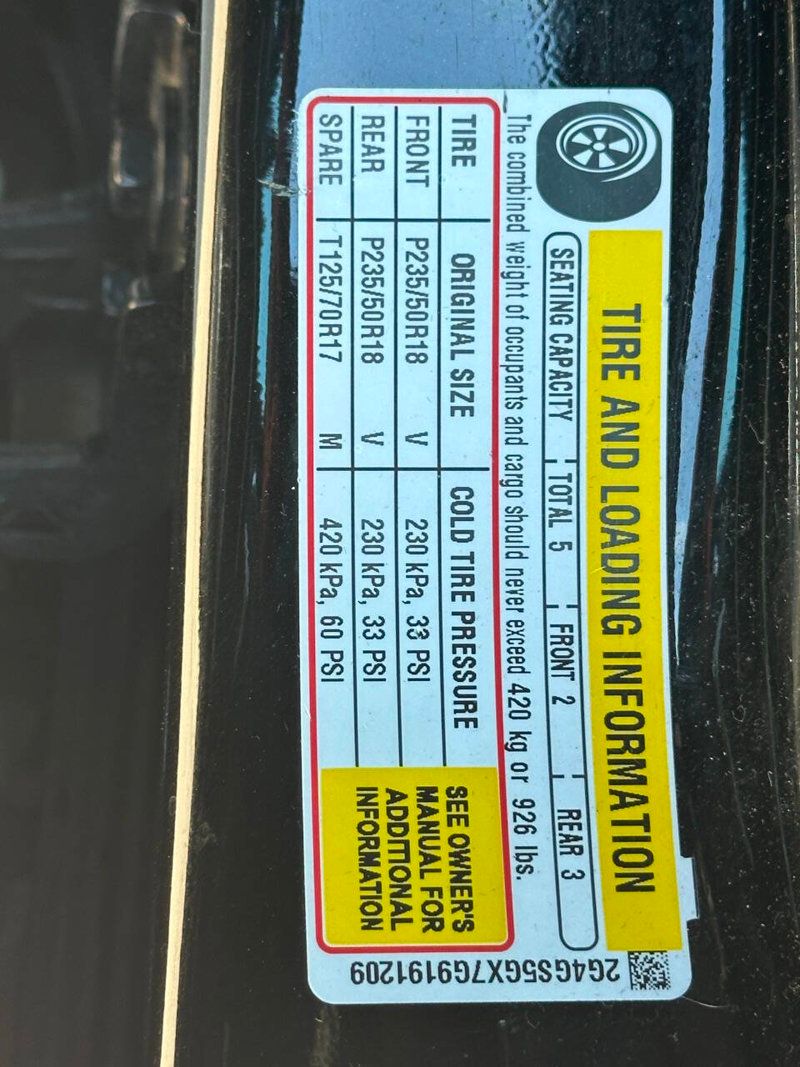 TIRE AND LOADING INFORMATION
SEATING CAPACITY TOTAL 5 FRONT 2 REAR 3
The combined weight of occupants and cargo should never exceed 420 kg or 926 lbs.
TIRE ORIGINAL SIZE COLD TIRE PRESSURE
FRONT P235/50R18 V 230 kPa, 33 PSI
REAR P235/50R18 V 230 kPa, 33 PSI
SPARE T125/70R17 M 420 kPa, 60 PSI
SEE OWNER'S
MANUAL FOR
ADDITIONAL
INFORMATION
2G4GS5GX7G9191209